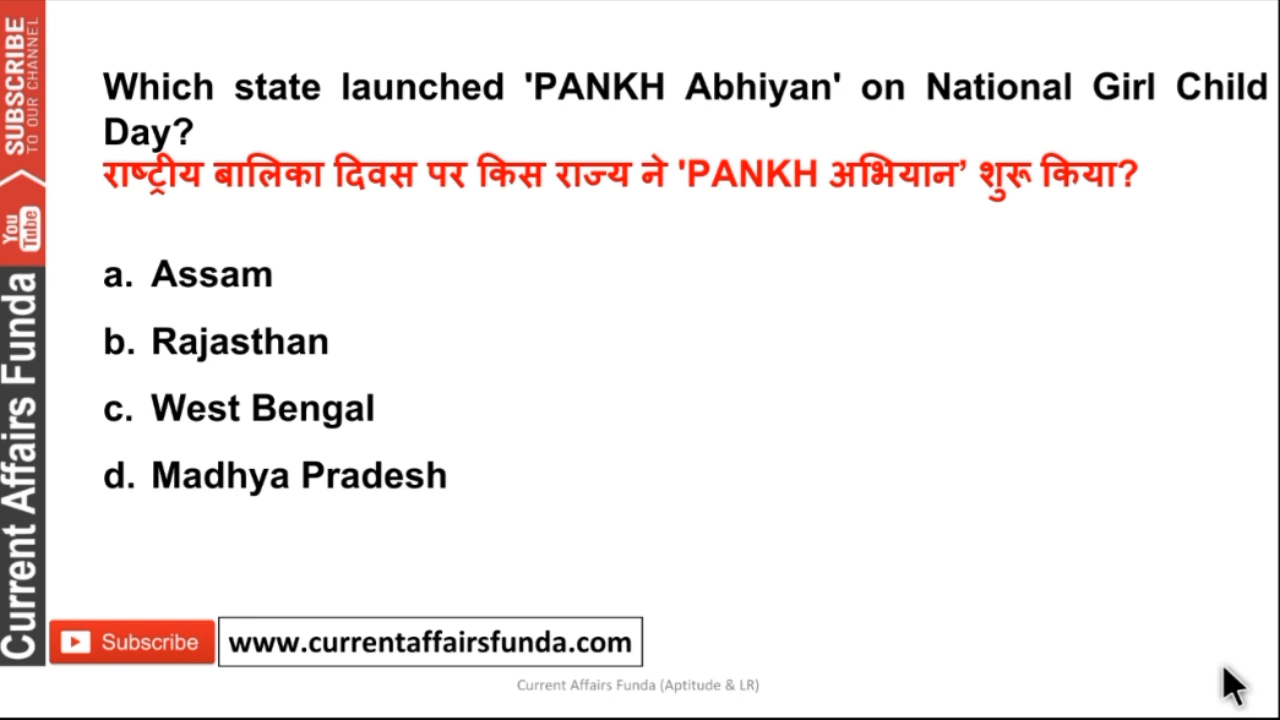 Which state launched 'PANKH Abhiyan' on National Girl Child
Day?
राष्ट्रीय बालिका दिवस पर किस राज्य ने 'PANKH अभियान’ शुरू किया?
a. Assam
b. Rajasthan
c. West Bengal
d. Madhya Pradesh
SUBSCRIBE
TO OUR CHANNEL
You
Tube
Current Affairs Funda
Subscribe
www.currentaffairsfunda.com
Current Affairs Funda (Aptitude & LR)